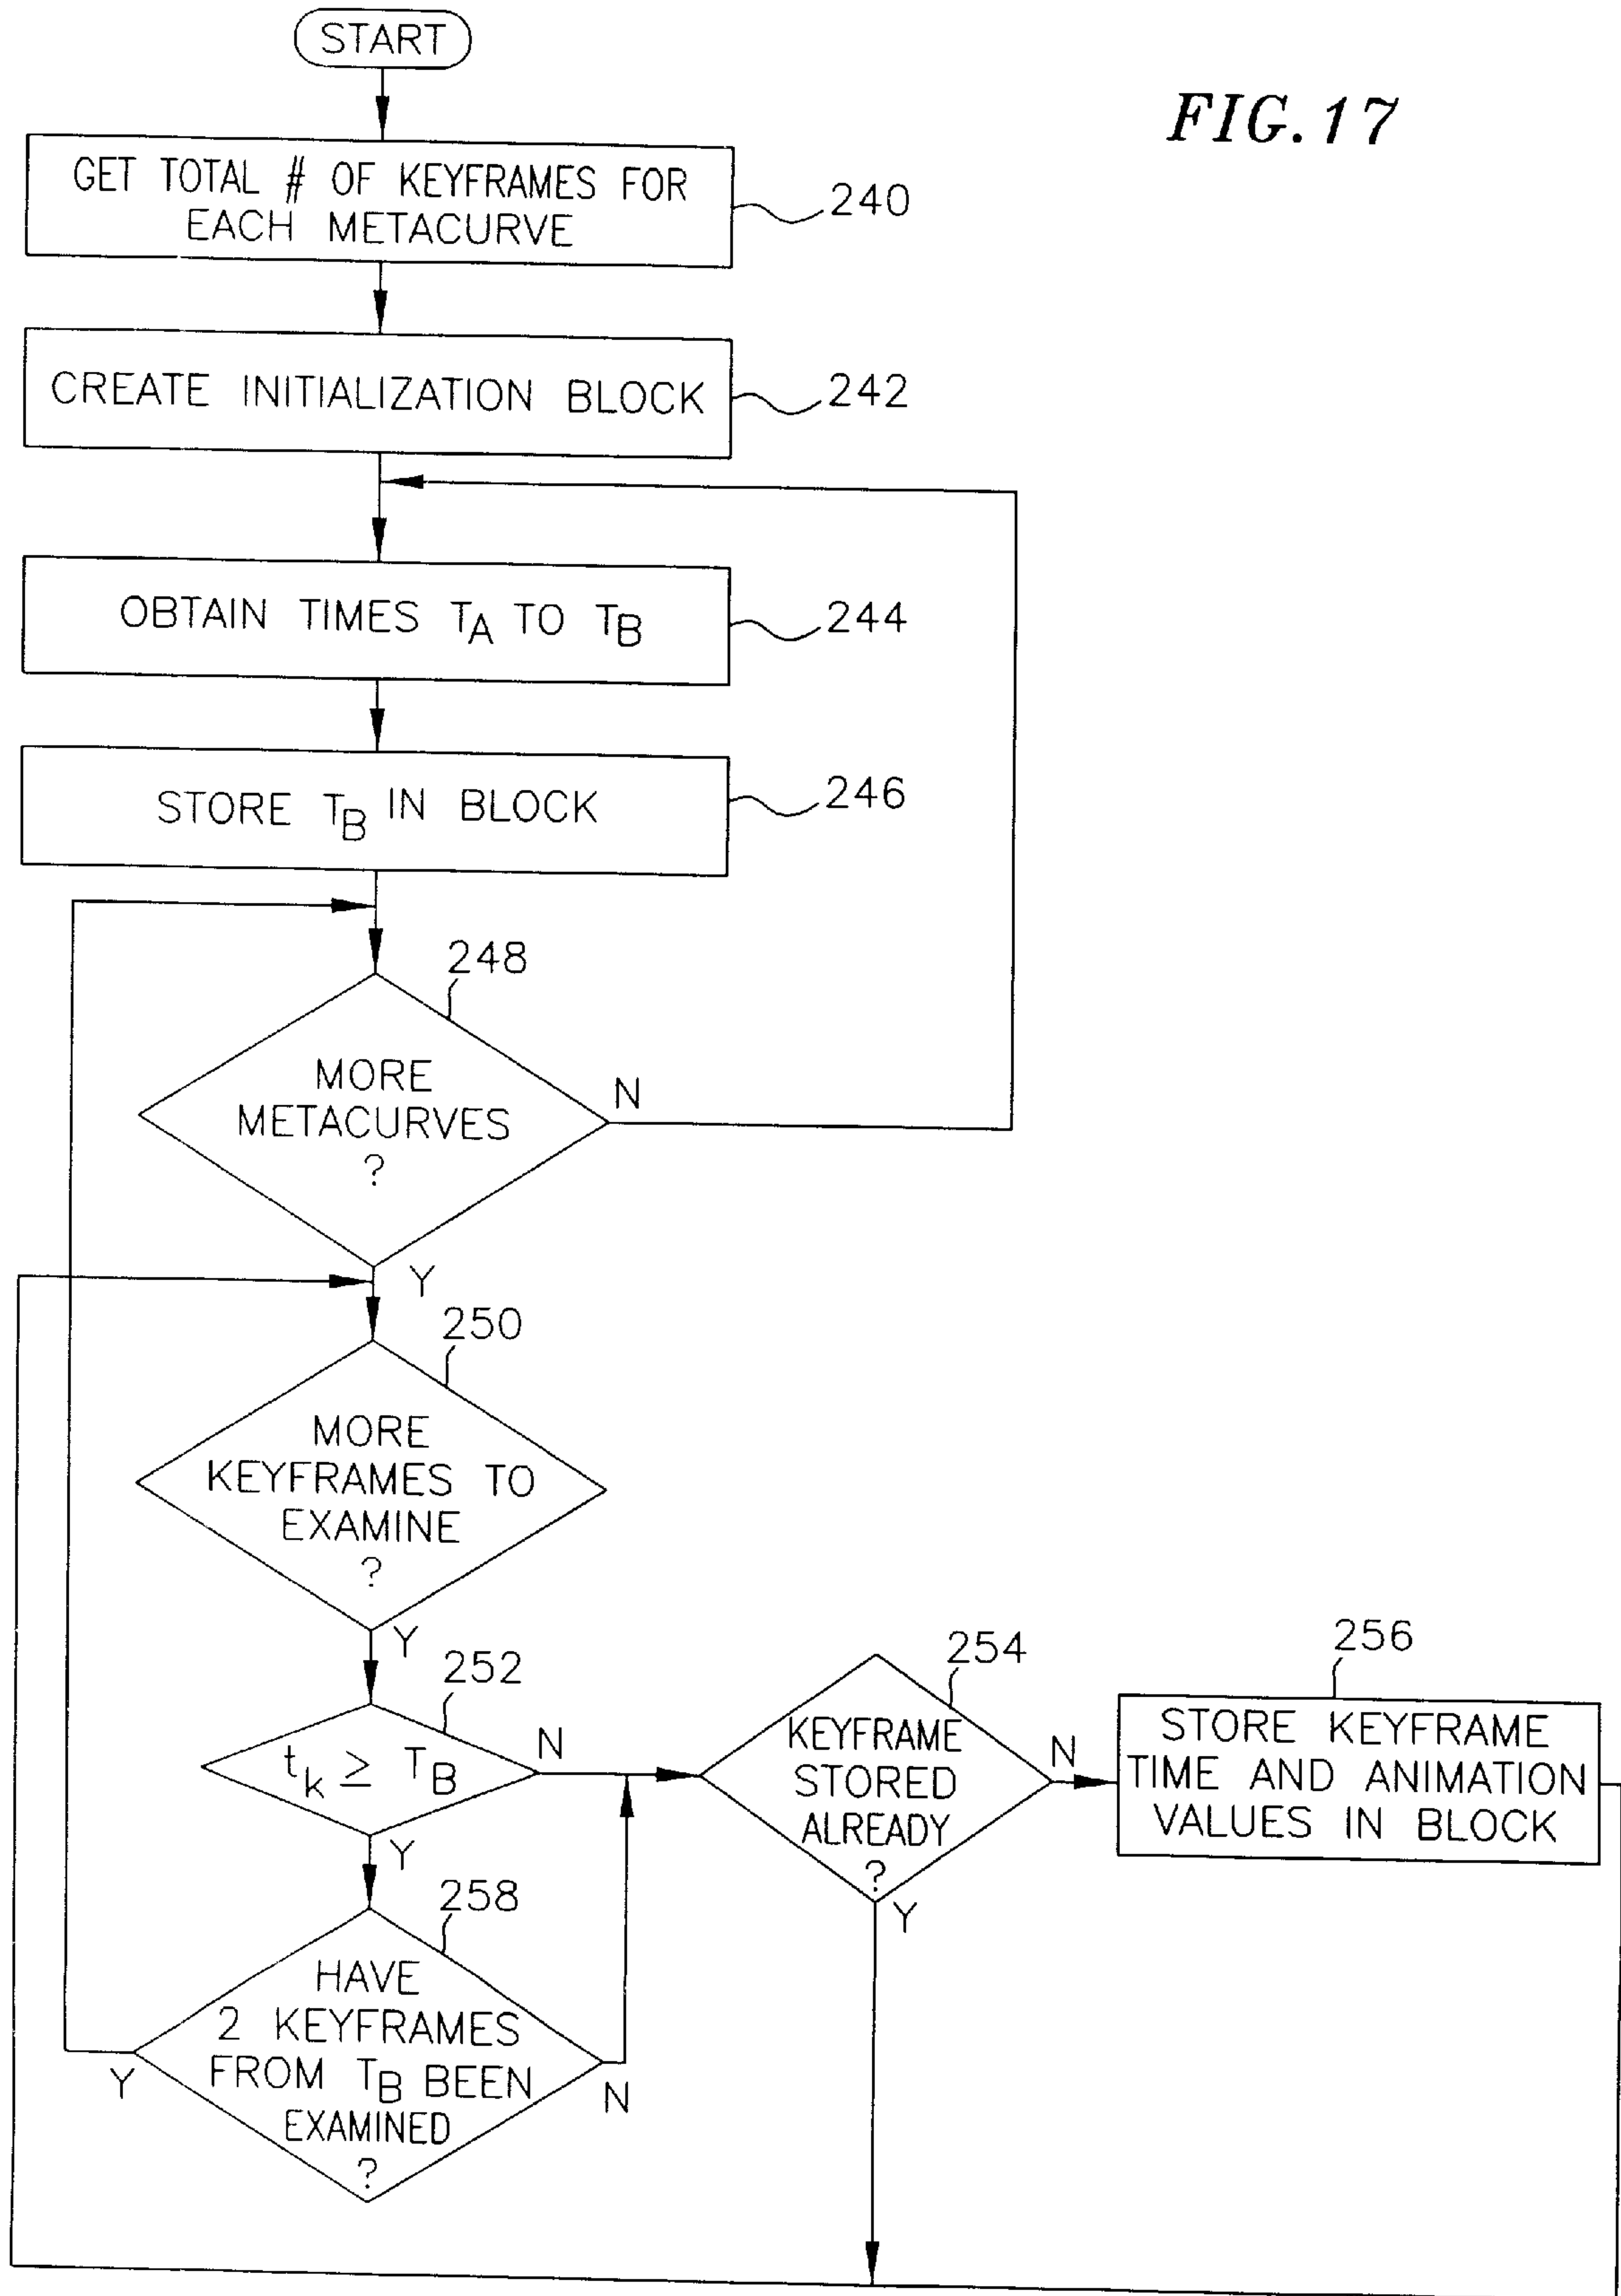 START
FIG. 17
GET TOTAL # OF KEYFRAMES FOR
EACH METACURVE
240
CREATE INITIALIZATION BLOCK
242
OBTAIN TIMES TA TO TB
244
STORE TB IN BLOCK
246
248
MORE
METACURVES
?
N
Y
250
MORE
KEYFRAMES TO
EXAMINE
?
Y
252
tk ≥ TB
N
Y
254
KEYFRAME
STORED
ALREADY
?
N
Y
256
STORE KEYFRAME
TIME AND ANIMATION
VALUES IN BLOCK
258
HAVE
2 KEYFRAMES
FROM TB BEEN
EXAMINED
?
Y
N